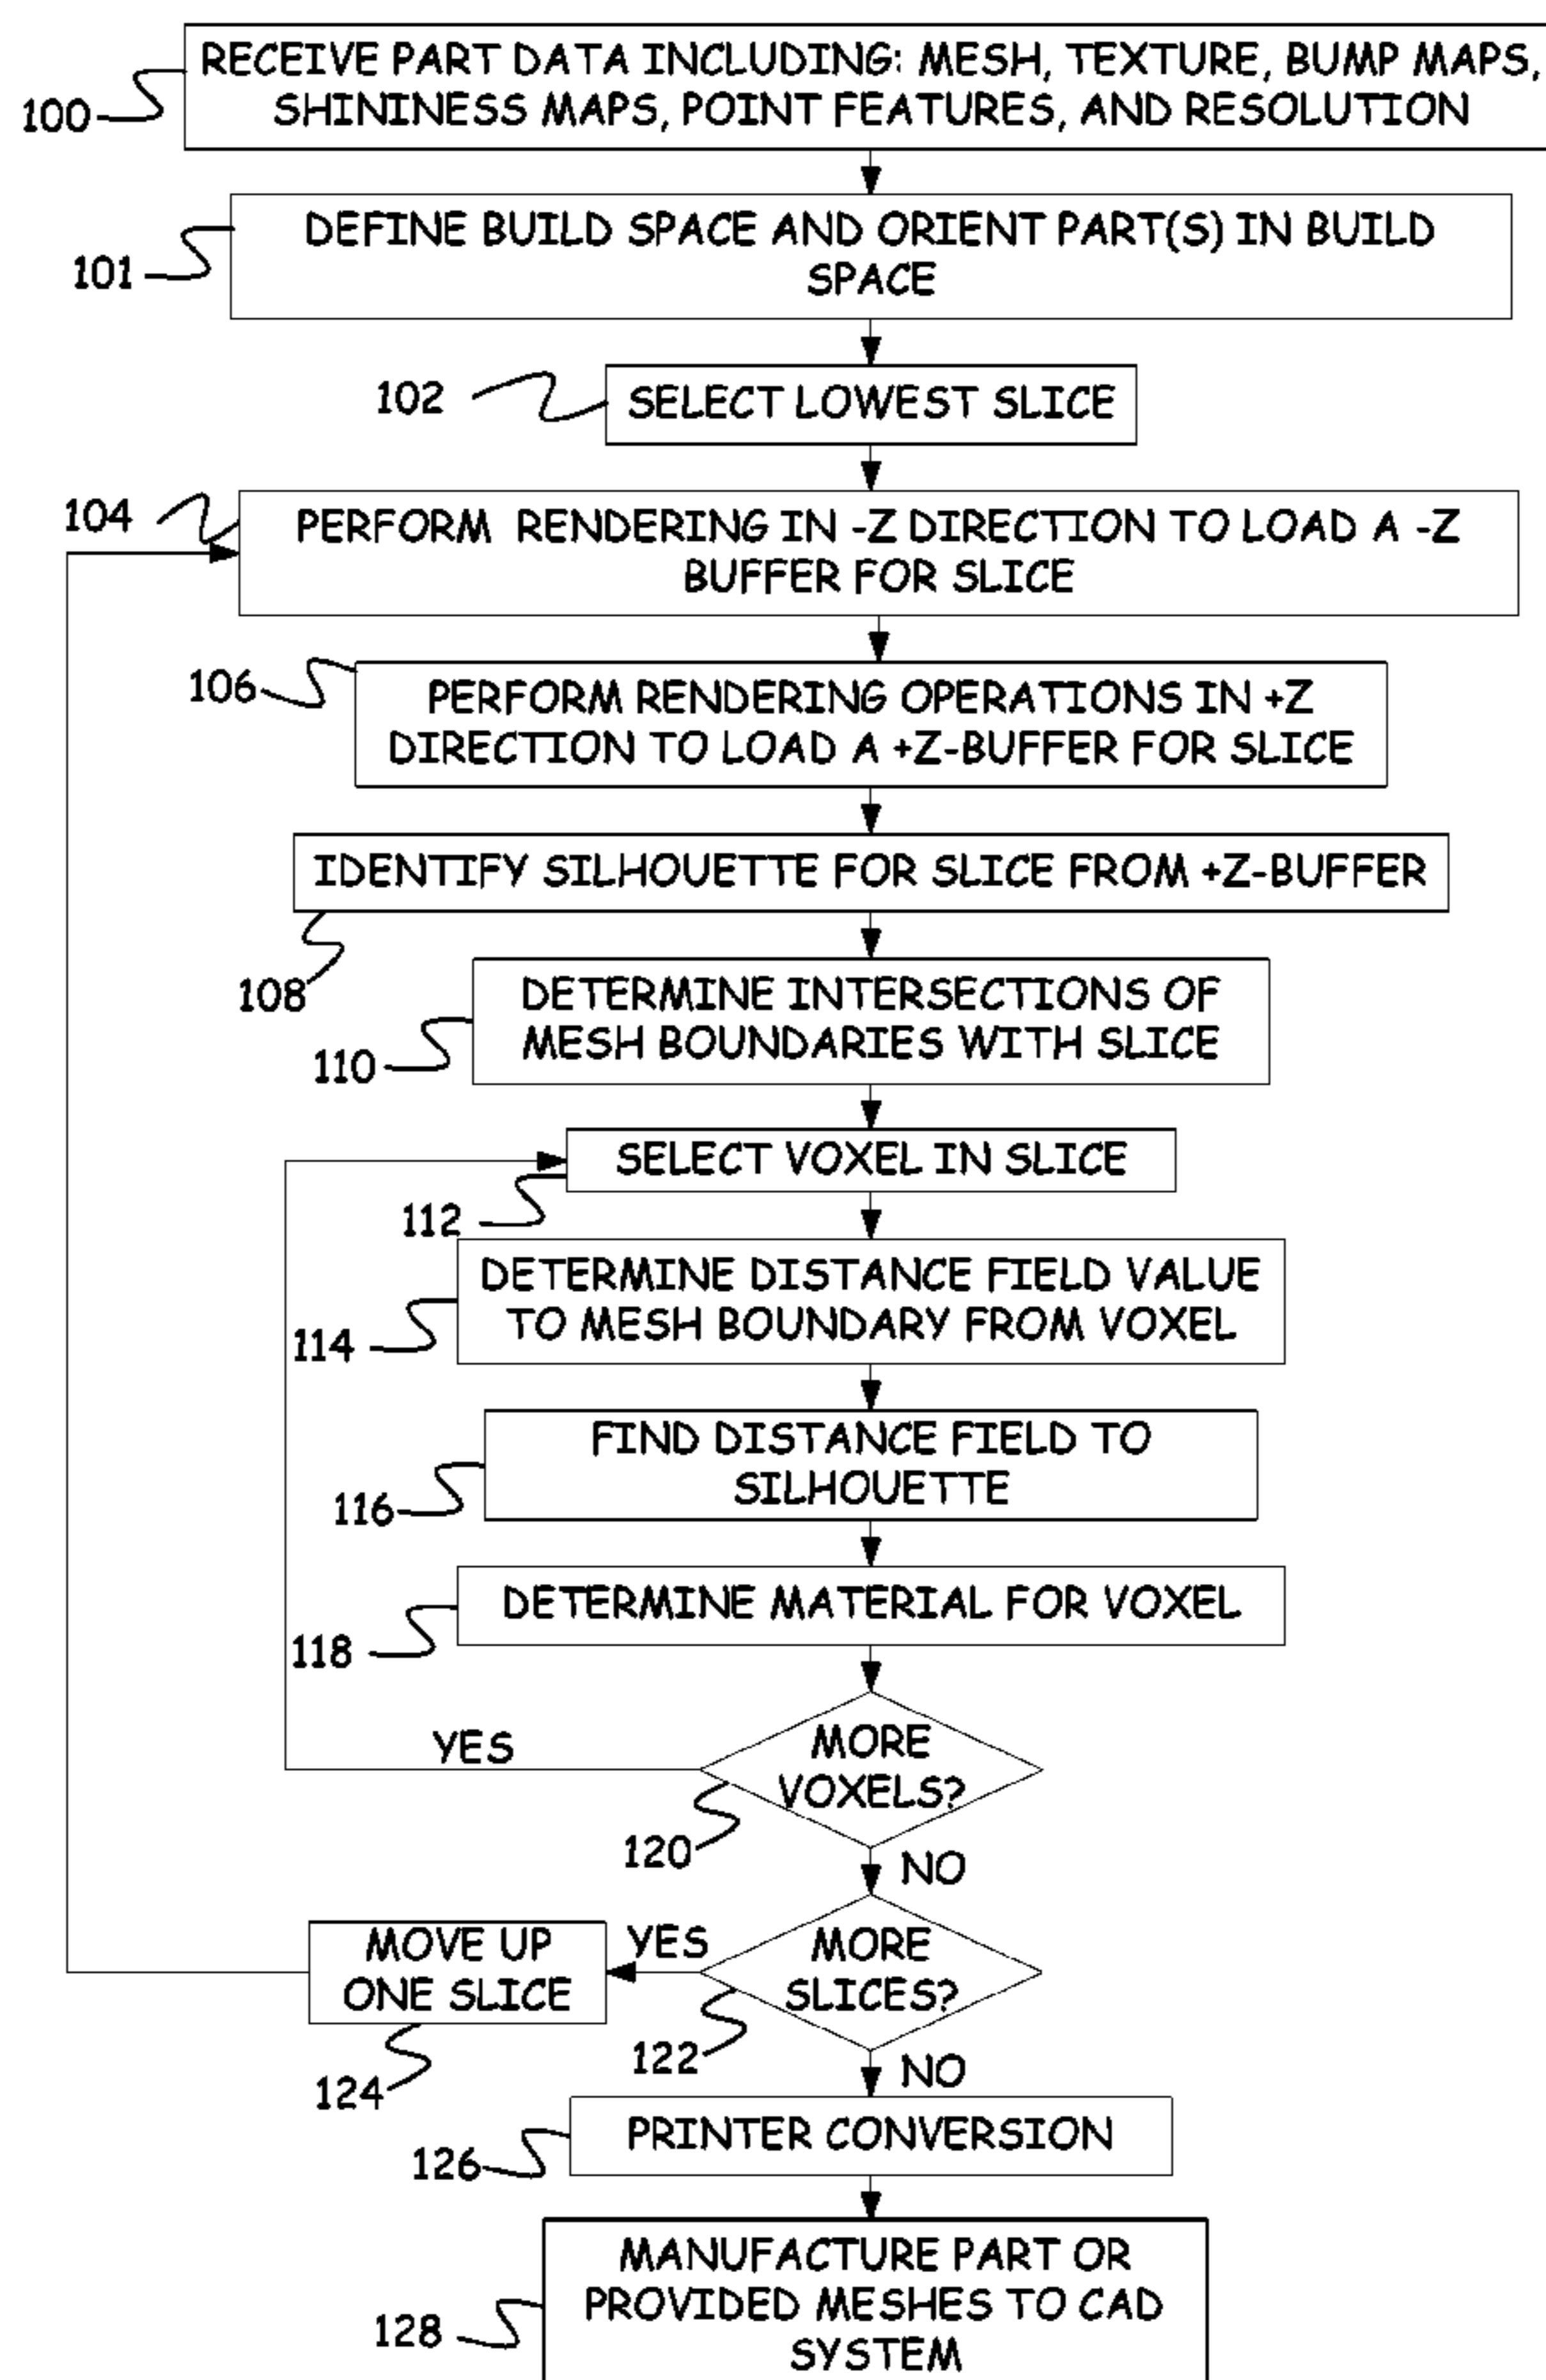 RECEIVE PART DATA INCLUDING: MESH, TEXTURE, BUMP MAPS,
SHININESS MAPS, POINT FEATURES, AND RESOLUTION
100
DEFINE BUILD SPACE AND ORIENT PART(S) IN BUILD
SPACE
101
102
SELECT LOWEST SLICE
104
PERFORM RENDERING IN -Z DIRECTION TO LOAD A -Z
BUFFER FOR SLICE
106
PERFORM RENDERING OPERATIONS IN +Z
DIRECTION TO LOAD A +Z-BUFFER FOR SLICE
IDENTIFY SILHOUETTE FOR SLICE FROM +Z-BUFFER
108
DETERMINE INTERSECTIONS OF
MESH BOUNDARIES WITH SLICE
110
SELECT VOXEL IN SLICE
112
DETERMINE DISTANCE FIELD VALUE
TO MESH BOUNDARY FROM VOXEL
114
FIND DISTANCE FIELD TO
SILHOUETTE
116
DETERMINE MATERIAL FOR VOXEL
118
YES
MORE
VOXELS?
120
NO
MOVE UP
ONE SLICE
YES
MORE
SLICES?
122
124
NO
PRINTER CONVERSION
126
MANUFACTURE PART OR
PROVIDED MESHES TO CAD
SYSTEM
128